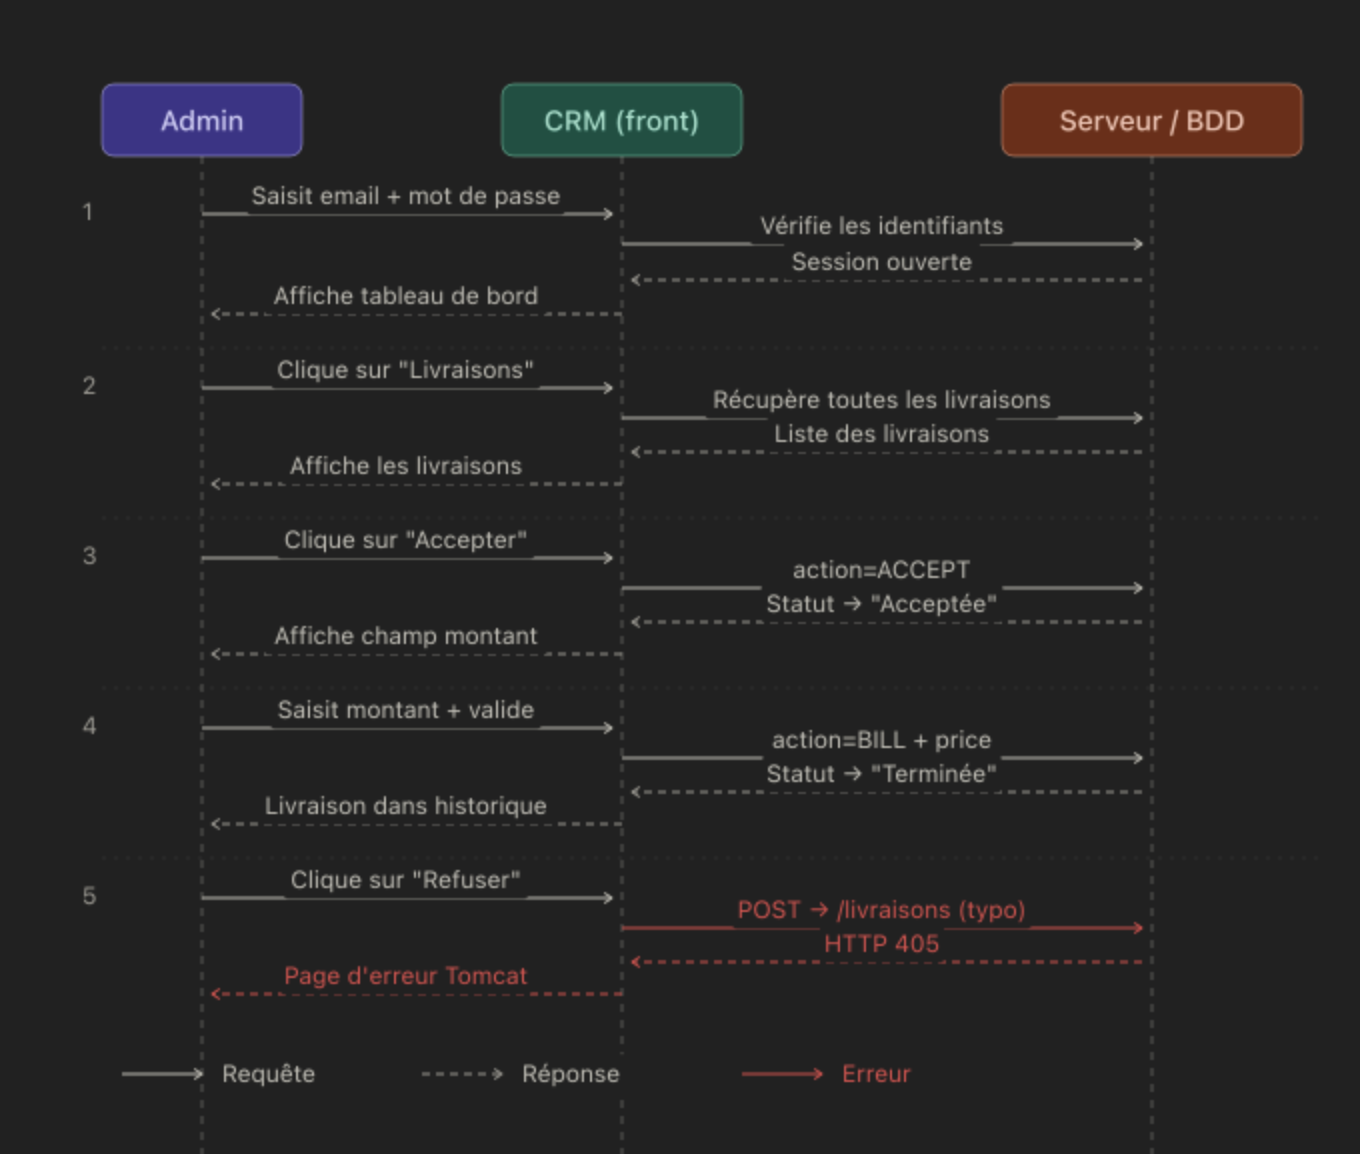 Admin
CRM (front)
Serveur / BDD
1
Saisit email + mot de passe
Vérifie les identifiants
Session ouverte
Affiche tableau de bord
2
Clique sur "Livraisons"
Récupère toutes les livraisons
Liste des livraisons
Affiche les livraisons
3
Clique sur "Accepter"
action=ACCEPT
Statut → "Acceptée"
Affiche champ montant
4
Saisit montant + valide
action=BILL + price
Statut → "Terminée"
Livraison dans historique
5
Clique sur "Refuser"
POST → /livraisons (typo)
HTTP 405
Page d'erreur Tomcat
Requête
Réponse
Erreur